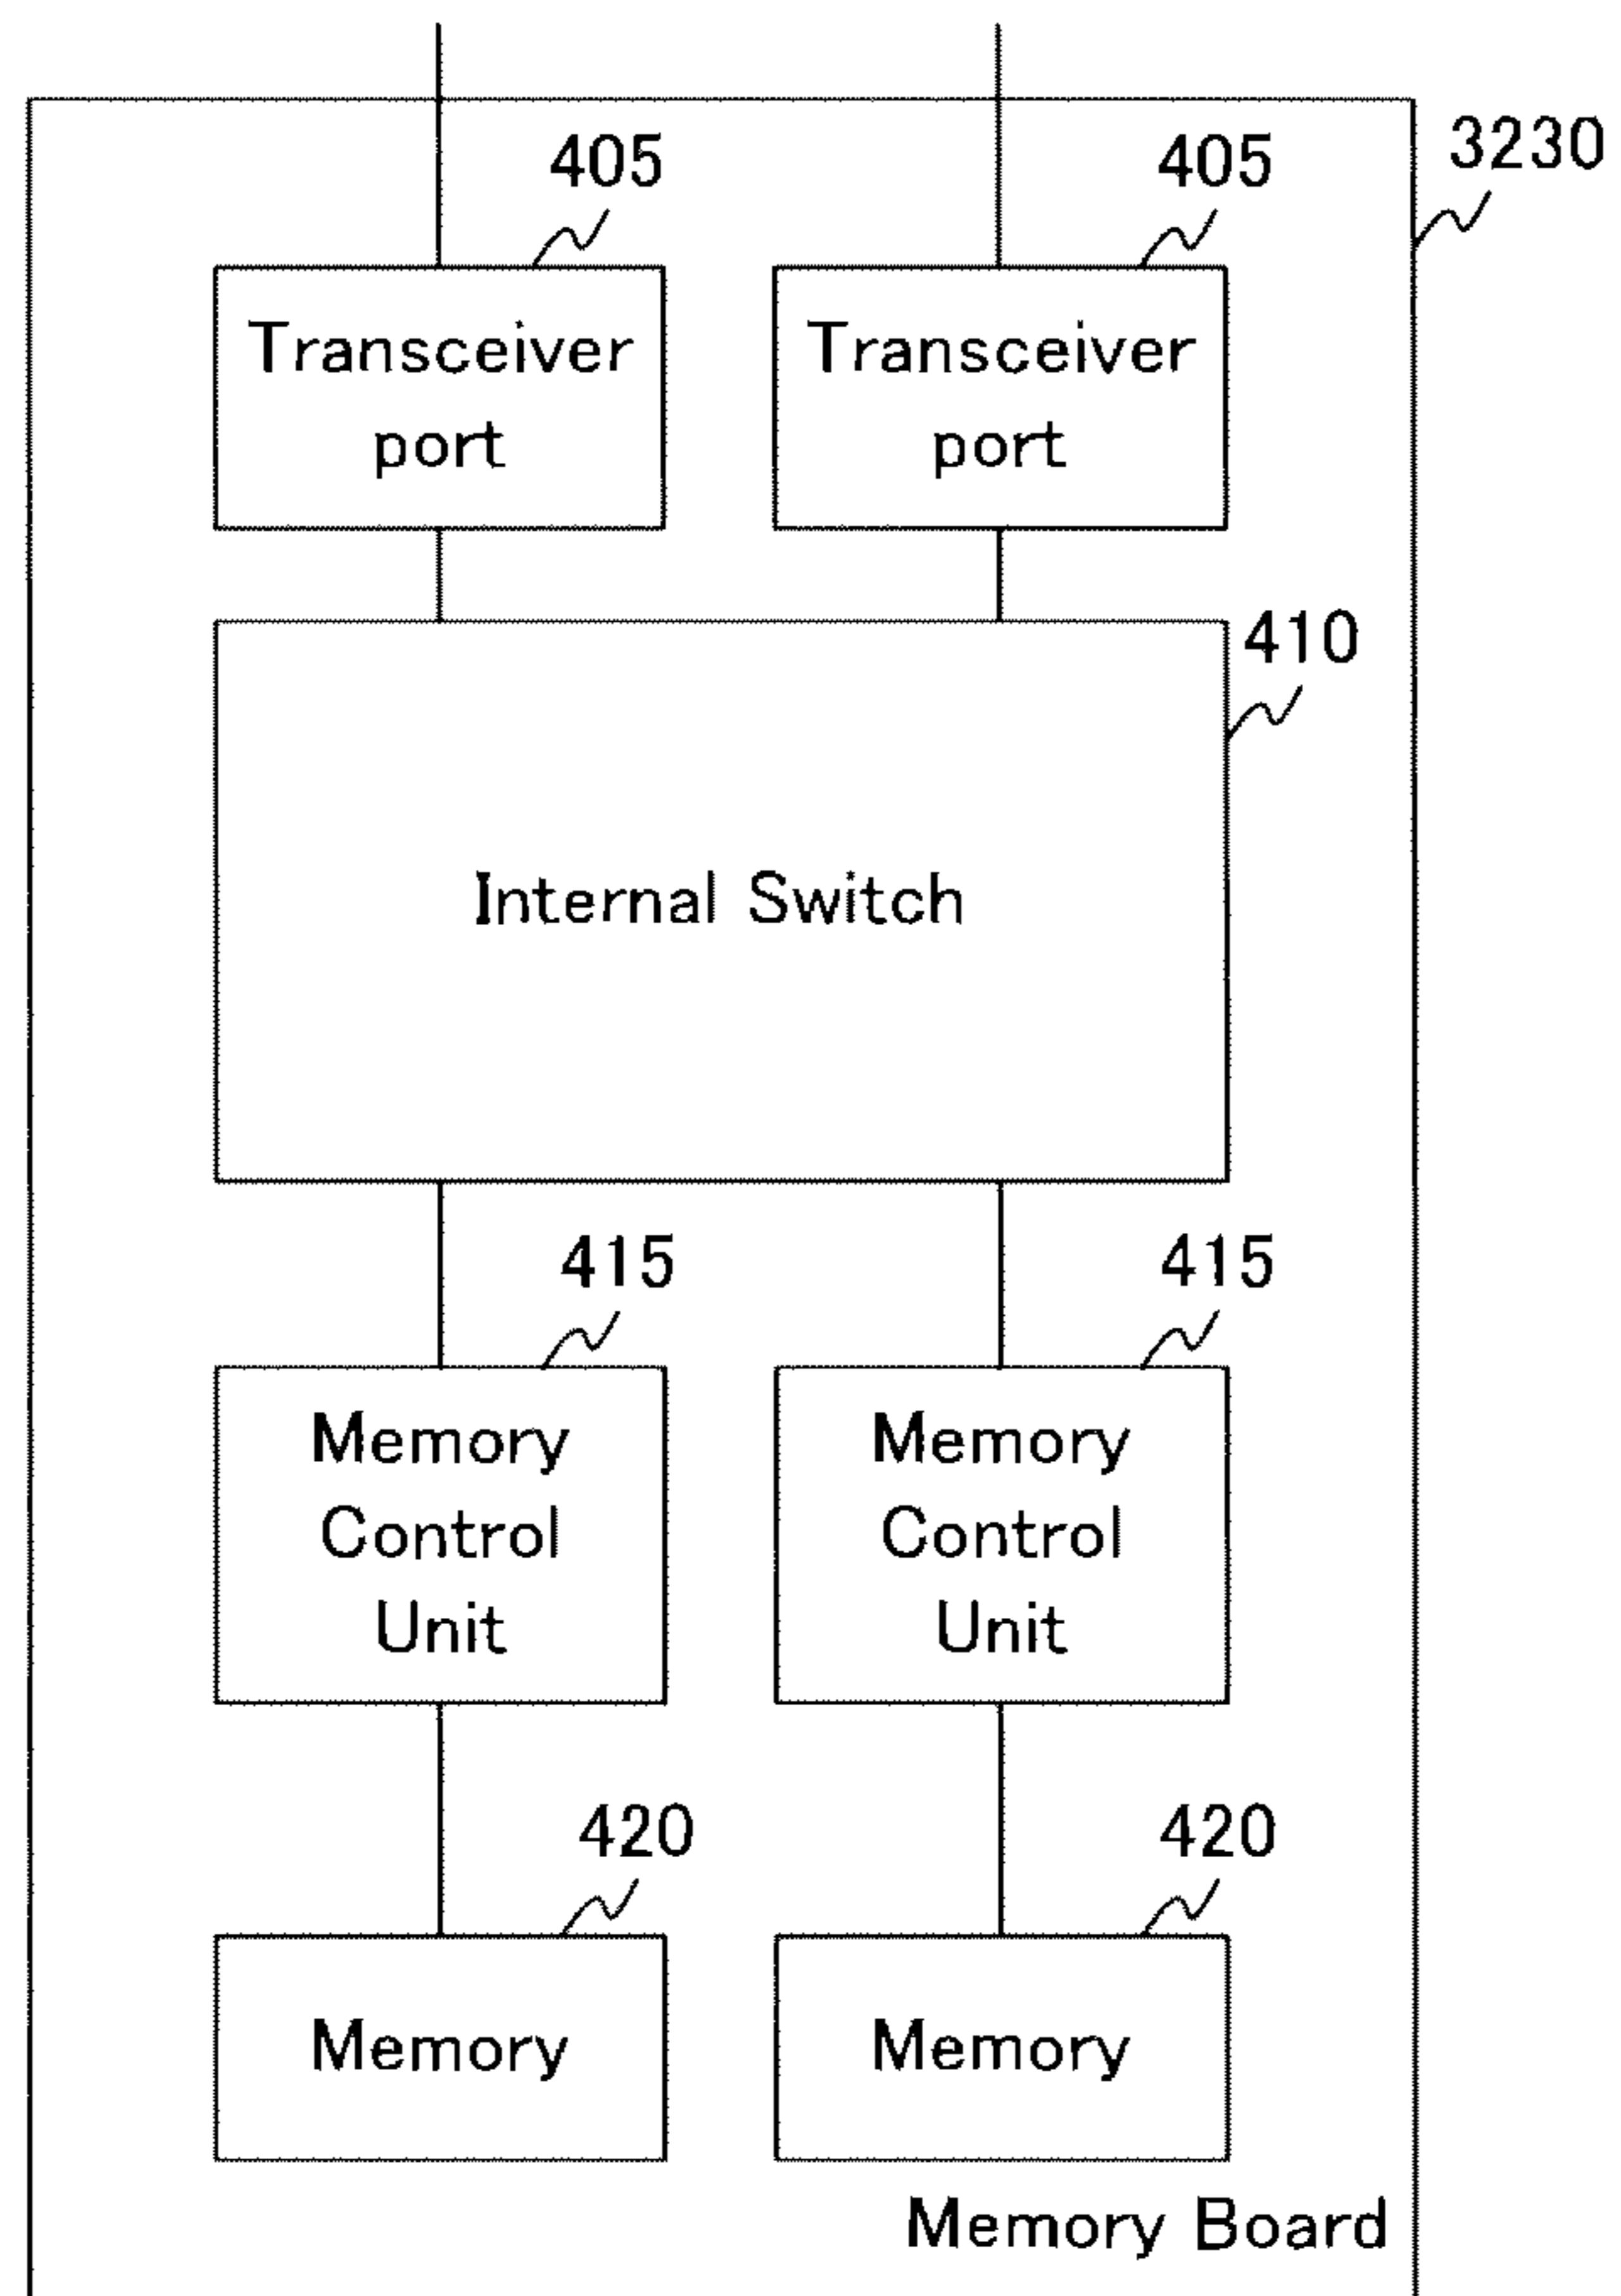 405
405
3230
Transceiver
port
Transceiver
port
410
Internal Switch
415
415
Memory
Control
Unit
Memory
Control
Unit
420
420
Memory
Memory
Memory Board